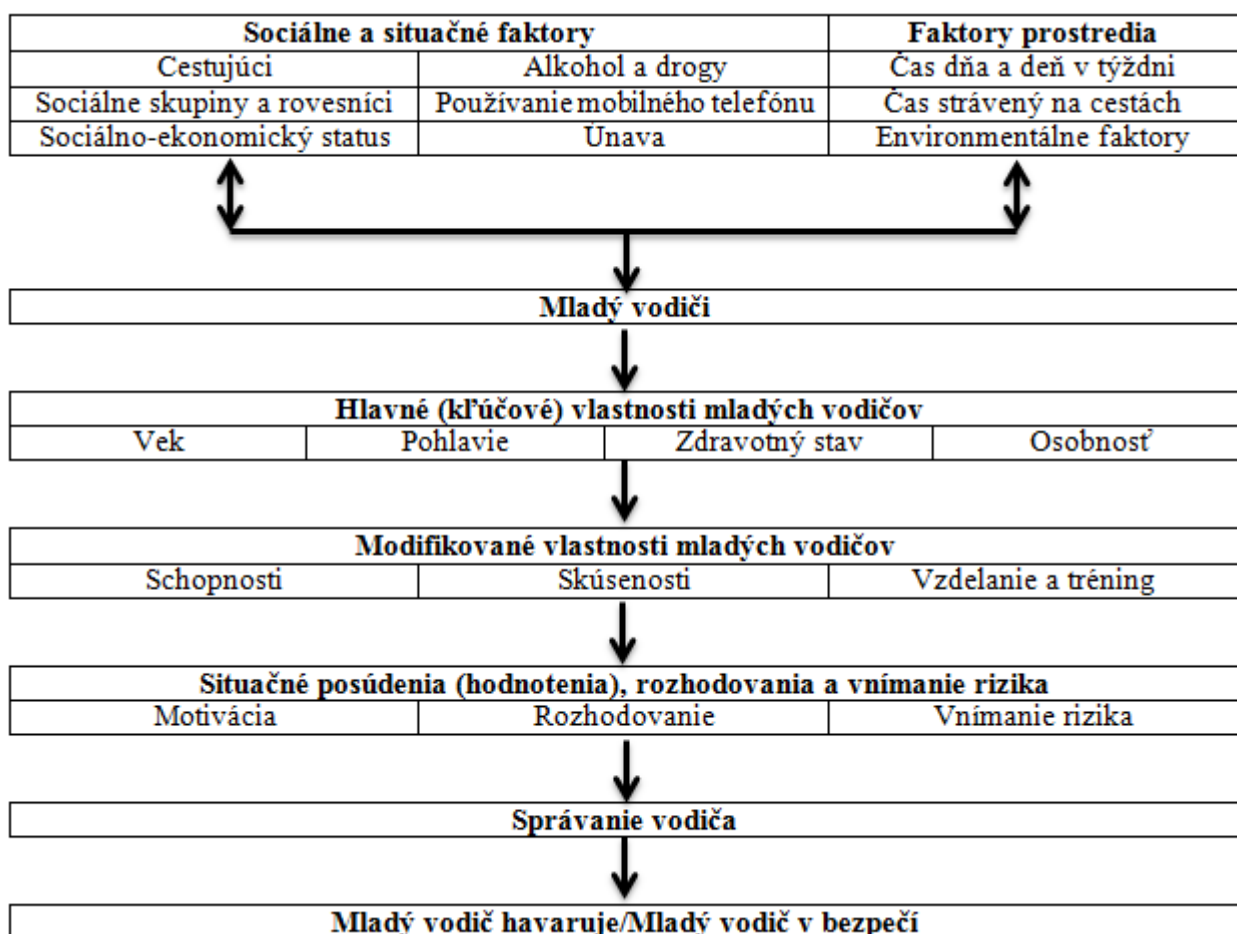 Sociálne a situačné faktory Faktory prostredia
Cestujúci Alkohol a drogy Čas dňa a deň v týždni
Sociálne skupiny a rovesníci Používanie mobilného telefónu Čas strávený na cestách
Sociálno-ekonomický status Únava Environmentálne faktory
Mladý vodiči
Hlavné (kľúčové) vlastnosti mladých vodičov
Vek Pohlavie Zdravotný stav Osobnosť
Modifikované vlastnosti mladých vodičov
Schopnosti Skúsenosti Vzdelanie a tréning
Situačné posúdenia (hodnotenia), rozhodovania a vnímanie rizika
Motivácia Rozhodovanie Vnímanie rizika
Správanie vodiča
Mladý vodič havaruje/Mladý vodič v bezpečí